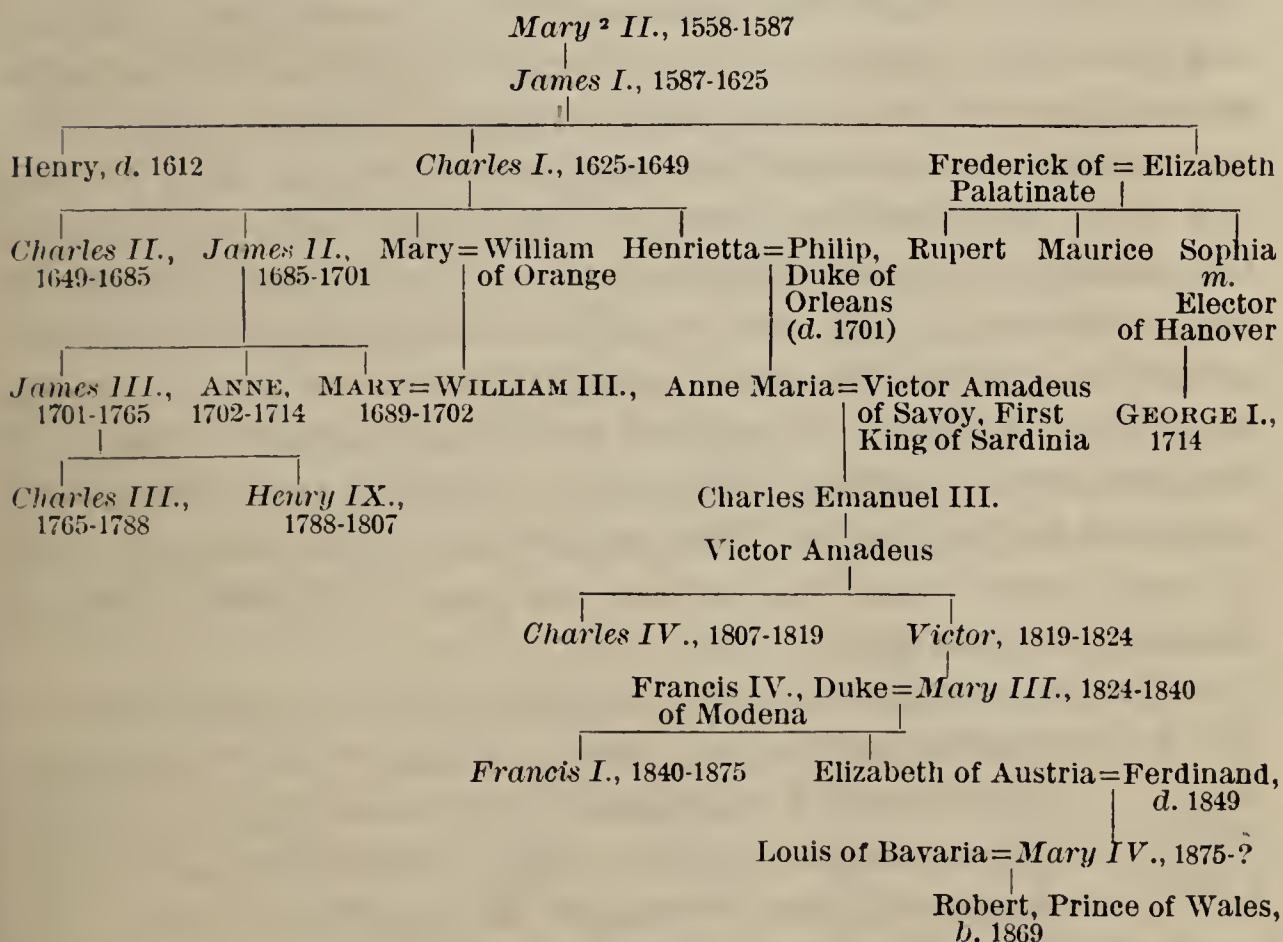 Mary ² II., 1558-1587
James I., 1587-1625
Henry, d. 1612 Charles I., 1625-1649 Frederick of = Elizabeth
Palatinate
Charles II., James II., Mary=William Henrietta=Philip, Rupert Maurice Sophia
1649-1685 1685-1701 of Orange Duke of m.
Orleans Elector
(d. 1701) of Hanover
James III., ANNE, MARY=WILLIAM III., Anne Maria=Victor Amadeus
1701-1765 1702-1714 1689-1702 of Savoy, First GEORGE I.,
King of Sardinia 1714
Charles III., Henry IX., Charles Emanuel III.
1765-1788 1788-1807
Victor Amadeus
Charles IV., 1807-1819 Victor, 1819-1824
Francis IV., Duke=Mary III., 1824-1840
of Modena
Francis I., 1840-1875 Elizabeth of Austria=Ferdinand,
d. 1849
Louis of Bavaria=Mary IV., 1875-?
Robert, Prince of Wales,
b. 1869